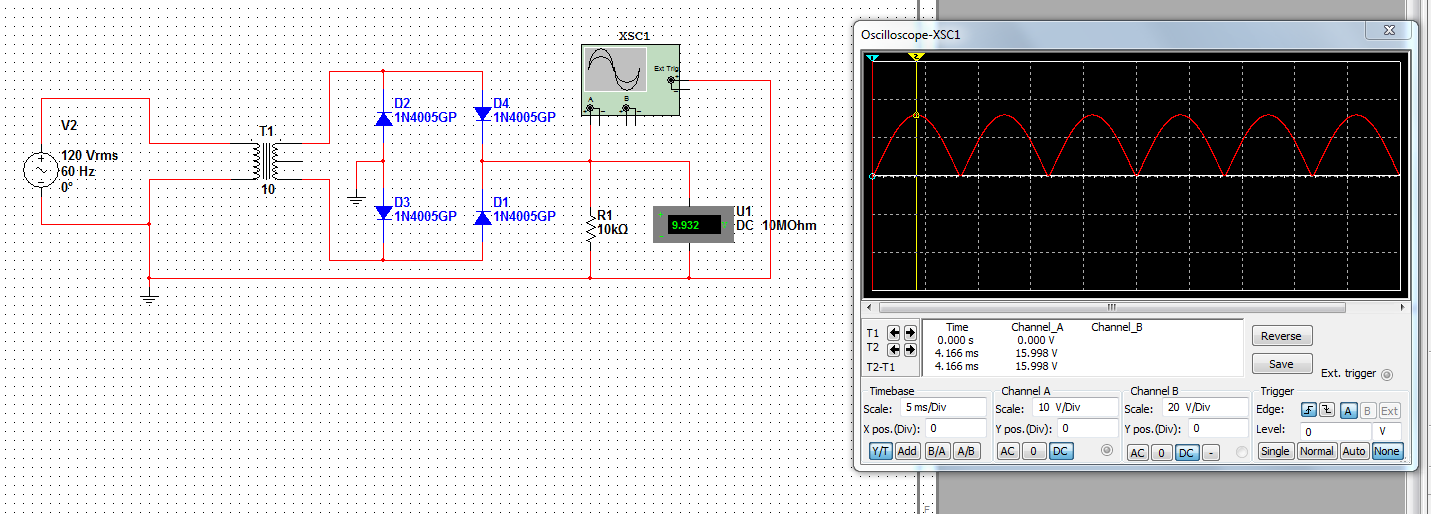 XSC1
Ext Trig
+
A
B
V2
120 Vrms
60 Hz
0°
T1
10
D2
1N4005GP
D4
1N4005GP
D3
1N4005GP
D1
1N4005GP
R1
10kΩ
9.932
V
U1
DC 10MOhm
Oscilloscope-XSC1
1
2
T1
T2
T2-T1
Time Channel_A Channel_B
0.000 s 0.000 V
4.166 ms 15.998 V
4.166 ms 15.998 V
Reverse
Save
Ext. trigger
Timebase
Scale: 5 ms/Div
X pos.(Div): 0
Y/T Add B/A A/B
Channel A
Scale: 10 V/Div
Y pos.(Div): 0
AC 0 DC
Channel B
Scale: 20 V/Div
Y pos.(Div): 0
AC 0 DC -
Trigger
Edge: A B Ext
Level: 0 V
Single Normal Auto None